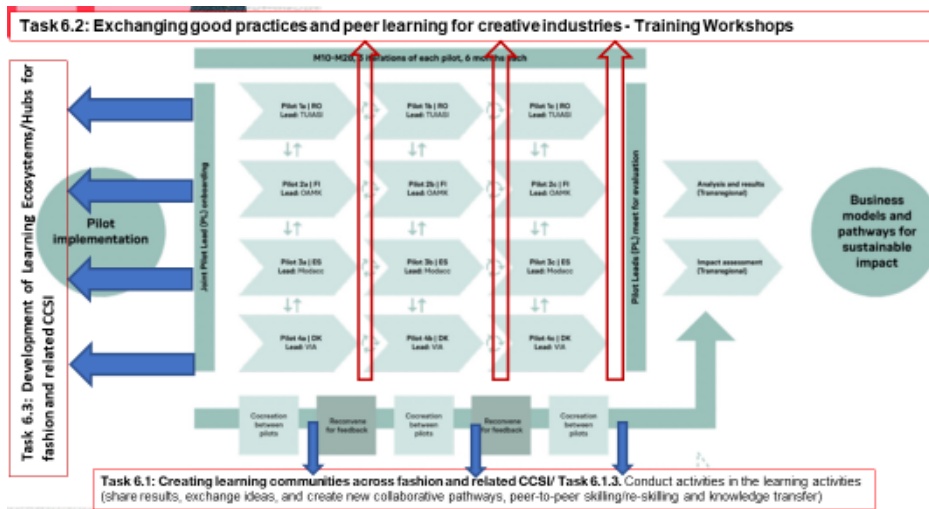 Task 6.2: Exchanging good practices and peer learning for creative industries - Training Workshops
M10-M28, 3 iterations of each pilot, 6 months each
Task 6.3: Development of Learning Ecosystems/Hubs for
fashion and related CCSI
Pilot
implementation
Joint Pilot Lead (PL) onboarding
Pilot 1a | RO
Lead: TUIASI
Pilot 1b | RO
Lead: TUIASI
Pilot 1c | RO
Lead: TUIASI
Pilot 2a | FI
Lead: OAMK
Pilot 2b | FI
Lead: OAMK
Pilot 2c | FI
Lead: OAMK
Pilot 3a | ES
Lead: Modacc
Pilot 3b | ES
Lead: Modacc
Pilot 3c | ES
Lead: Modacc
Pilot 4a | DK
Lead: VIA
Pilot 4b | DK
Lead: VIA
Pilot 4c | DK
Lead: VIA
Pilot Leads (PL) meet for evaluation
Analysis and results
(Transregional)
Impact assessment
(Transregional)
Business
models and
pathways for
sustainable
impact
Cocreation
between
pilots
Reconvene
for feedback
Cocreation
between
pilots
Reconvene
for feedback
Cocreation
between
pilots
Task 6.1: Creating learning communities across fashion and related CCSI/ Task 6.1.3. Conduct activities in the learning activities
(share results, exchange ideas, and create new collaborative pathways, peer-to-peer skilling/re-skilling and knowledge transfer)